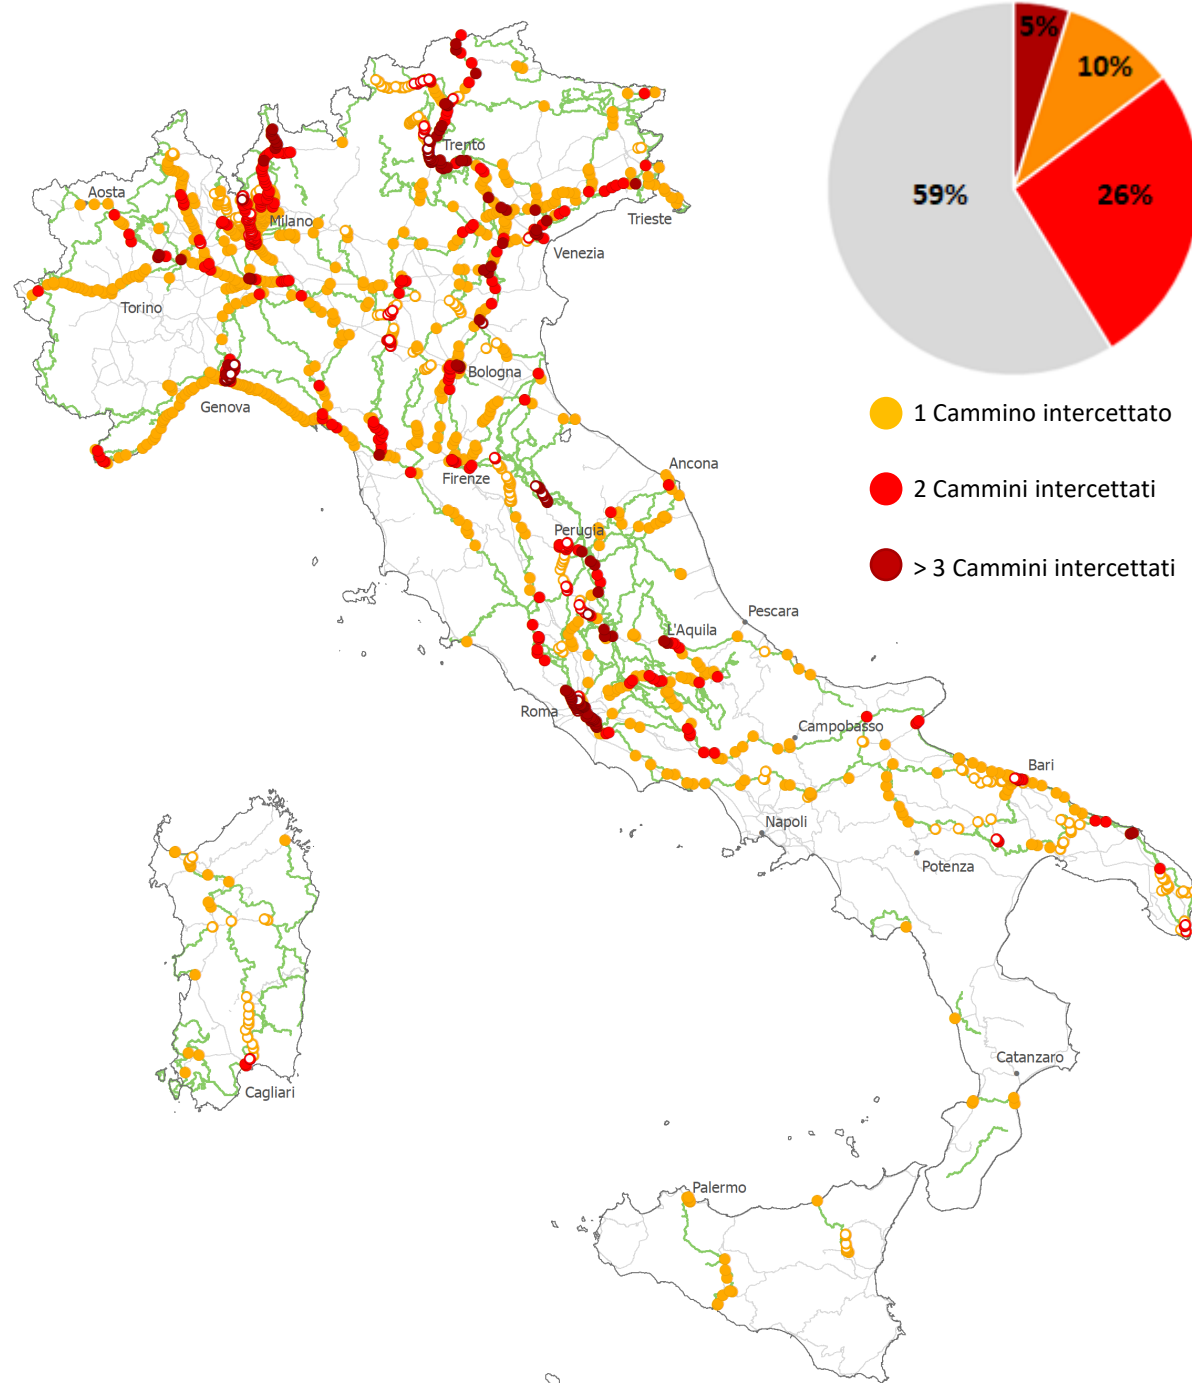 5%
10%
26%
59%
1 Cammino intercettato
2 Cammini intercettati
> 3 Cammini intercettati
Trento
Aosta
Milano
Trieste
Venezia
Torino
Bologna
Genova
Firenze
Ancona
Perugia
Pescara
L'Aquila
Roma
Campobasso
Bari
Napoli
Potenza
Catanzaro
Cagliari
Palermo